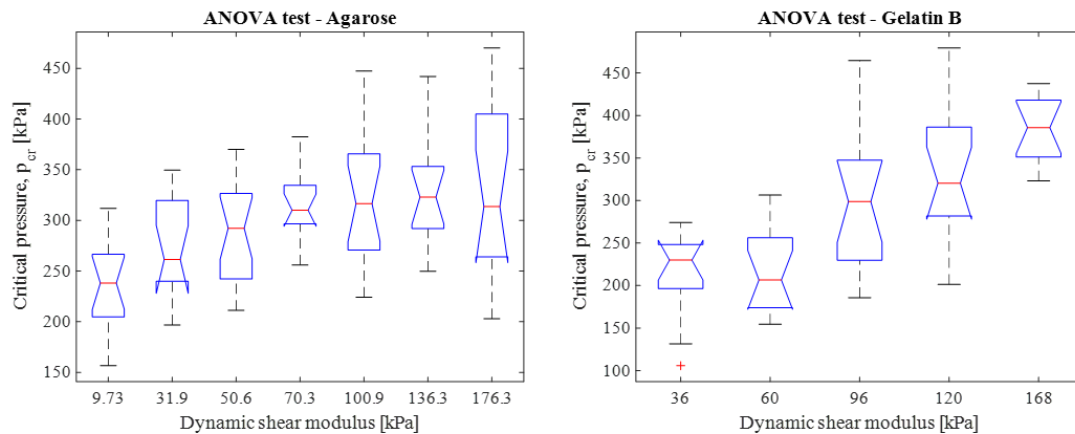 ANOVA test - Agarose
Critical pressure, p_cr [kPa]
450
400
350
300
250
200
150
9.73 31.9 50.6 70.3 100.9 136.3 176.3
Dynamic shear modulus [kPa]
ANOVA test - Gelatin B
Critical pressure, p_cr [kPa]
450
400
350
300
250
200
150
100
36 60 96 120 168
Dynamic shear modulus [kPa]